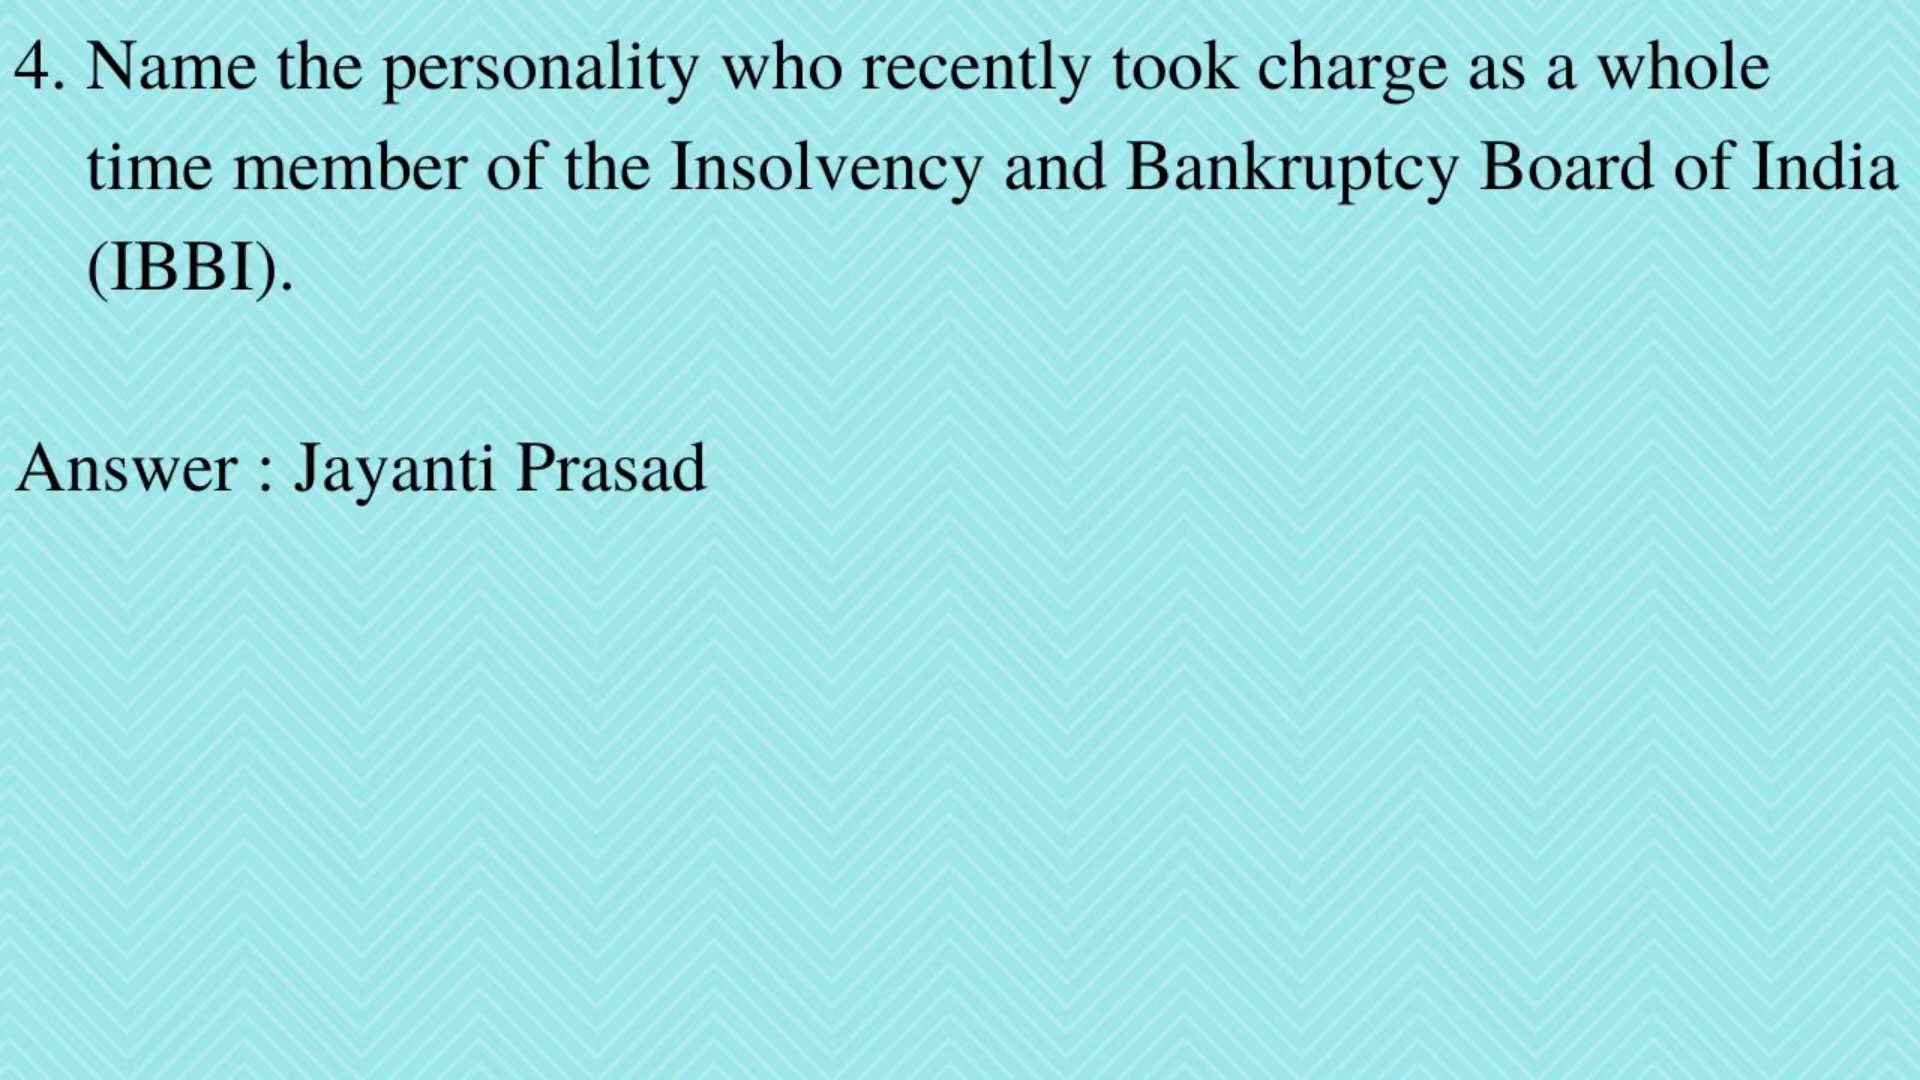 4. Name the personality who recently took charge as a whole
time member of the Insolvency and Bankruptcy Board of India
(IBBI).
Answer : Jayanti Prasad